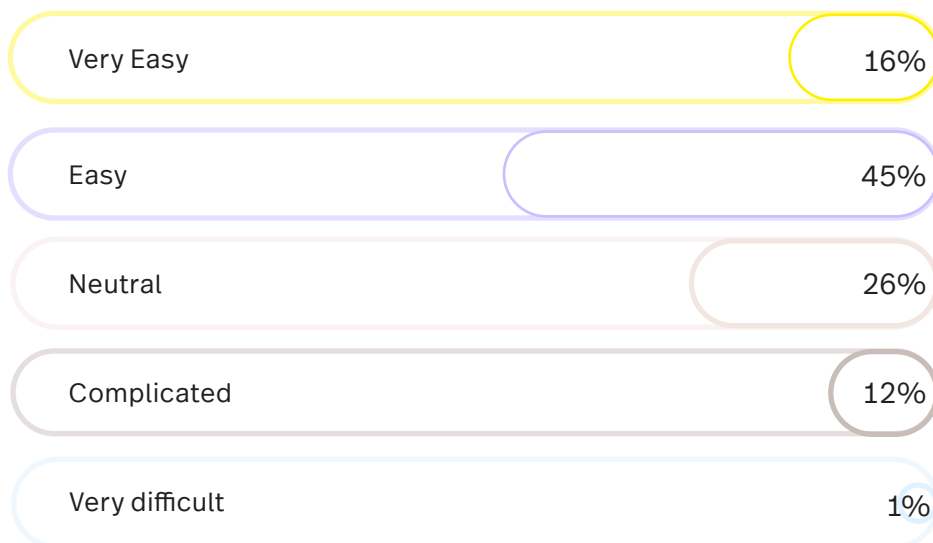 Very Easy 16%
Easy 45%
Neutral 26%
Complicated 12%
Very difficult 1%